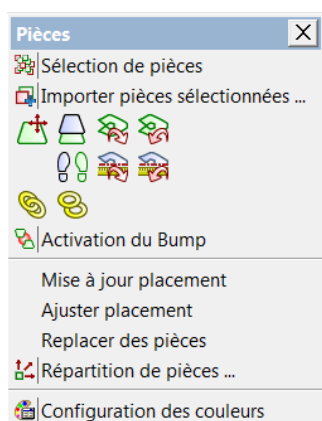 Pièces
Sélection de pièces
Importer pièces sélectionnées ...
Activation du Bump
Mise à jour placement
Ajuster placement
Replacer des pièces
Répartition de pièces ...
Configuration des couleurs